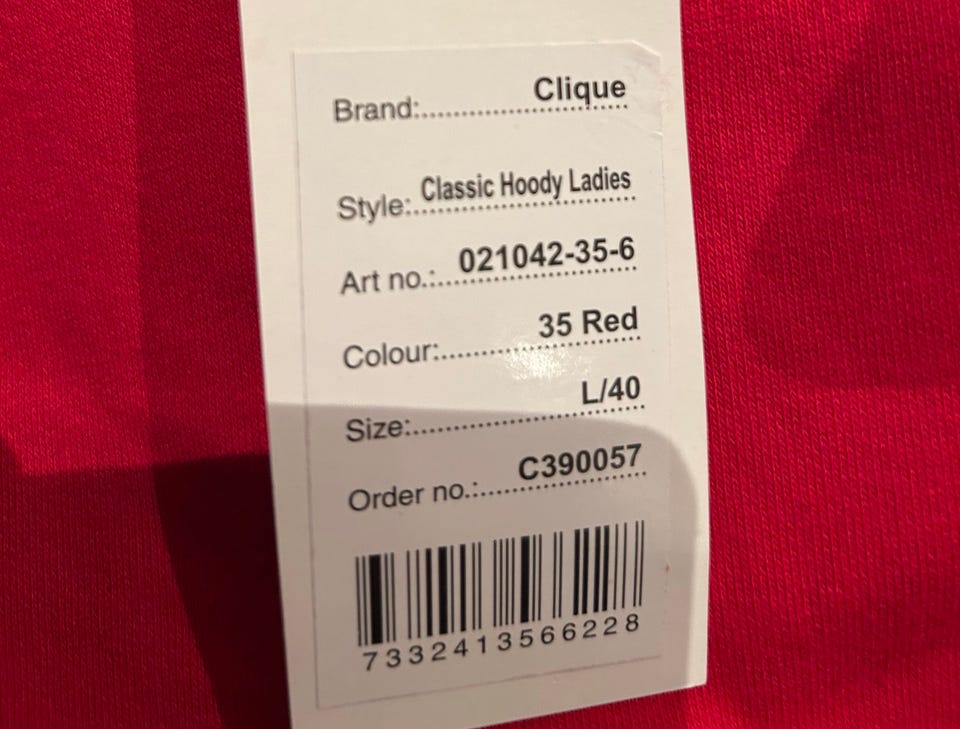 Brand: Clique
Style: Classic Hoody Ladies
Art no.: 021042-35-6
Colour: 35 Red
Size: L/40
Order no.: C390057
7332413566228